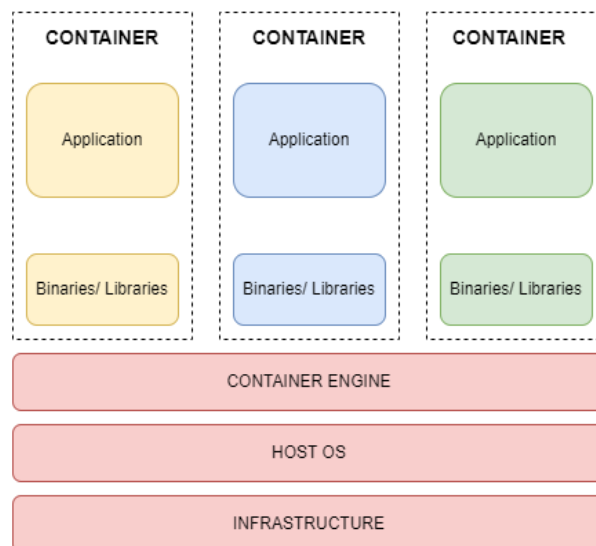 CONTAINER
CONTAINER
CONTAINER
Application
Application
Application
Binaries/ Libraries
Binaries/ Libraries
Binaries/ Libraries
CONTAINER ENGINE
HOST OS
INFRASTRUCTURE